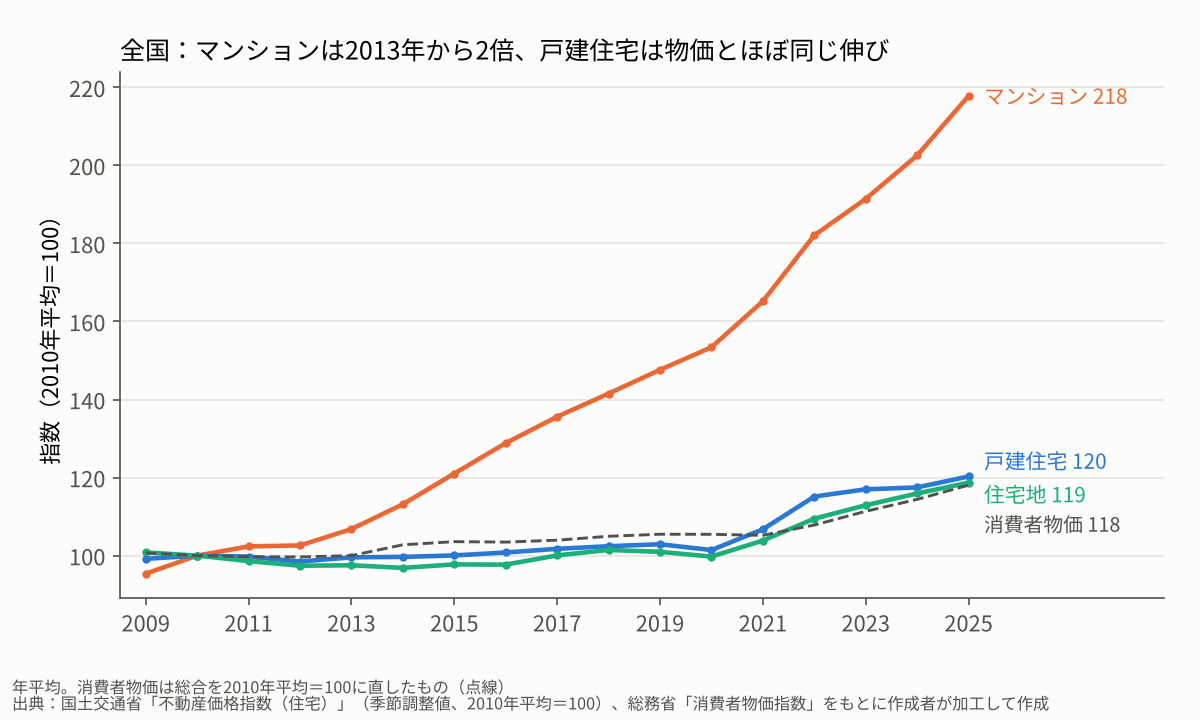 全国：マンションは2013年から2倍、戸建住宅は物価とほぼ同じ伸び
指数（2010年平均＝100）
220
200
180
160
140
120
100
マンション 218
戸建住宅 120
住宅地 119
消費者物価 118
2009 2011 2013 2015 2017 2019 2021 2023 2025
年平均。消費者物価は総合を2010年平均＝100に直したもの（点線）
出典：国土交通省「不動産価格指数（住宅）」（季節調整値、2010年平均＝100）、総務省「消費者物価指数」をもとに作成者が加工して作成